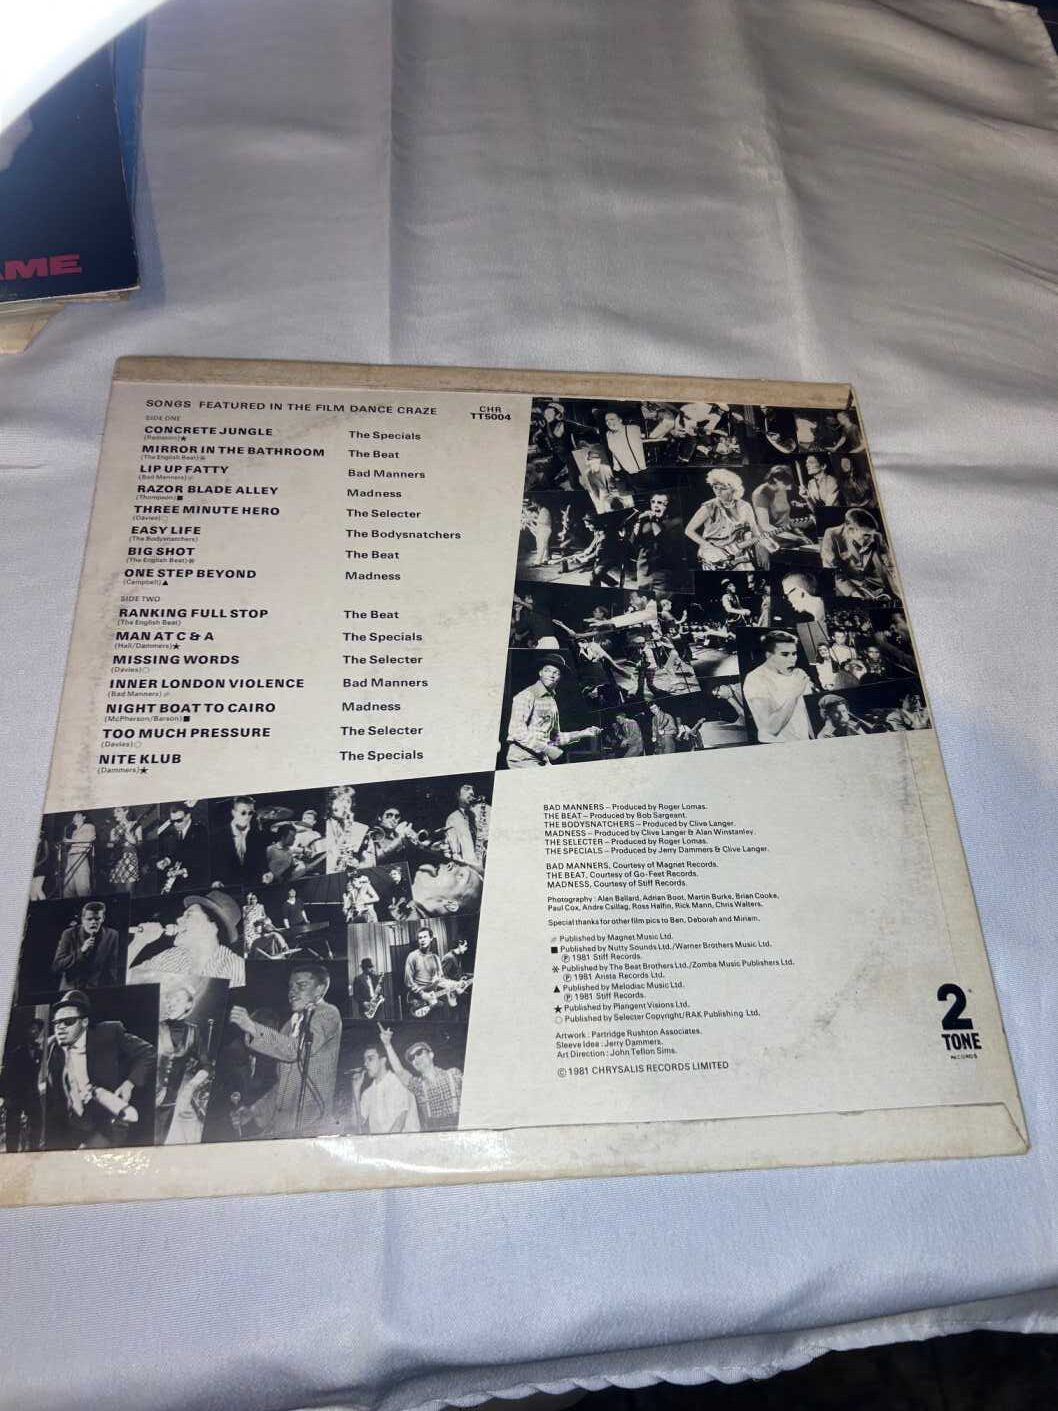 AME
SONGS FEATURED IN THE FILM DANCE CRAZE
CHR
TT5004
SIDE ONE
CONCRETE JUNGLE The Specials
(Radiation)★
MIRROR IN THE BATHROOM The Beat
(The English Beat)✳
LIP UP FATTY Bad Manners
(Bad Manners)
RAZOR BLADE ALLEY Madness
(Thompson)■
THREE MINUTE HERO The Selecter
(Davies)○
EASY LIFE The Bodysnatchers
(The Bodysnatchers)
BIG SHOT The Beat
(The English Beat)✳
ONE STEP BEYOND Madness
(Campbell)▲
SIDE TWO
RANKING FULL STOP The Beat
(The English Beat)
MAN AT C & A The Specials
(Hall/Dammers)★
MISSING WORDS The Selecter
(Davies)○
INNER LONDON VIOLENCE Bad Manners
(Bad Manners)
NIGHT BOAT TO CAIRO Madness
(McPherson/Barson)■
TOO MUCH PRESSURE The Selecter
(Davies)○
NITE KLUB The Specials
(Dammers)★
BAD MANNERS – Produced by Roger Lomas.
THE BEAT – Produced by Bob Sargeant.
THE BODYSNATCHERS – Produced by Clive Langer.
MADNESS – Produced by Clive Langer & Alan Winstanley.
THE SELECTER – Produced by Roger Lomas.
THE SPECIALS – Produced by Jerry Dammers & Clive Langer.
BAD MANNERS, Courtesy of Magnet Records.
THE BEAT, Courtesy of Go-Feet Records.
MADNESS, Courtesy of Stiff Records.
Photography : Alan Ballard, Adrian Boot, Martin Burke, Brian Cooke,
Paul Cox, Andre Csillag, Ross Halfin, Rick Mann, Chris Walters.
Special thanks for other film pics to Ben, Deborah and Miriam.
Published by Magnet Music Ltd.
■ Published by Nutty Sounds Ltd./Warner Brothers Music Ltd.
℗ 1981 Stiff Records.
✳ Published by The Beat Brothers Ltd./Zomba Music Publishers Ltd.
℗ 1981 Arista Records Ltd.
▲ Published by Melodisc Music Ltd.
℗ 1981 Stiff Records.
★ Published by Plangent Visions Ltd.
○ Published by Selecter Copyright/RAK Publishing Ltd.
Artwork : Partridge Rushton Associates.
Sleeve Idea : Jerry Dammers.
Art Direction : John Teflon Sims.
© 1981 CHRYSALIS RECORDS LIMITED
2
TONE
RECORDS